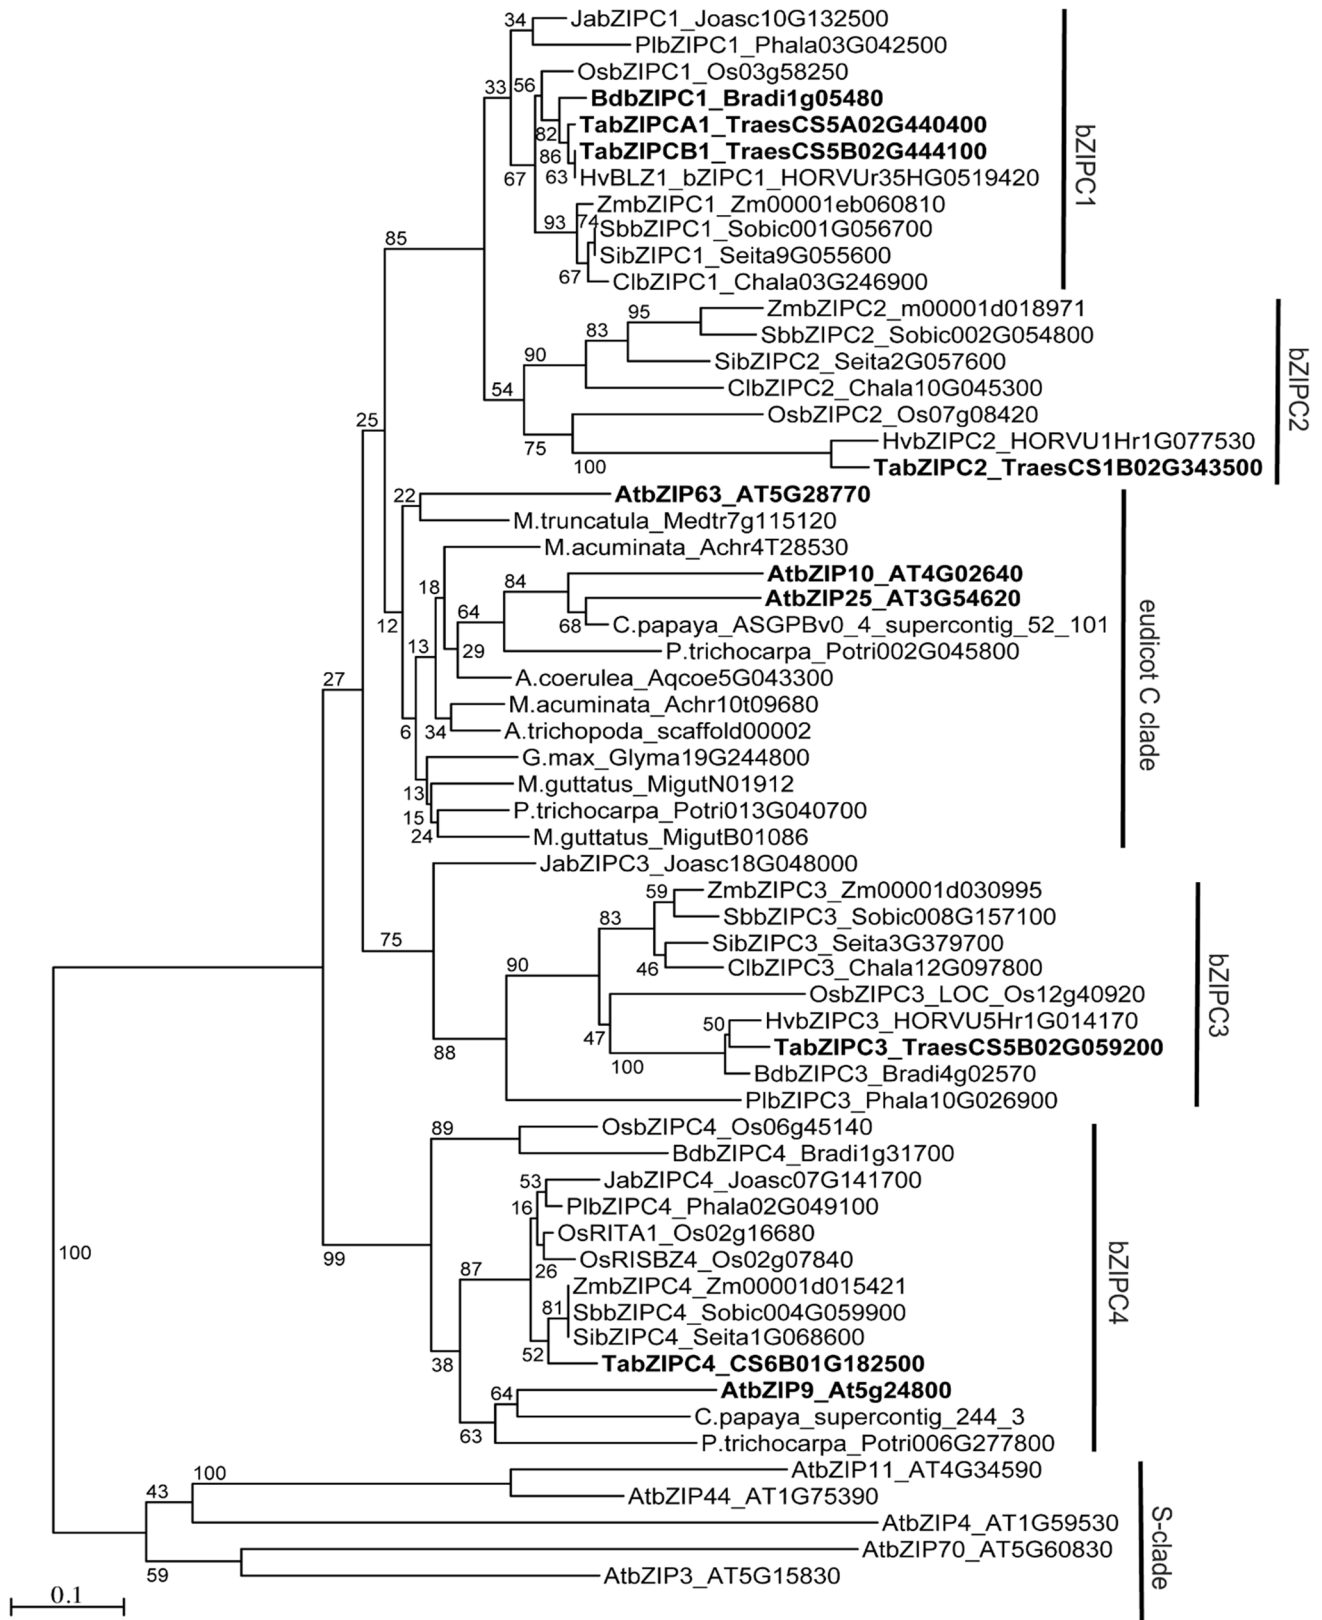 34
JabZIPC1_Joasc10G132500
PlbZIPC1_Phala03G042500
OsbZIPC1_Os03g58250
33
56
BdbZIPC1_Bradi1g05480
TabZIPCA1_TraesCS5A02G440400
82
TabZIPCB1_TraesCS5B02G444100
86
67
63
HvBLZ1_bZIPC1_HORVUr35HG0519420
ZmbZIPC1_Zm00001eb060810
93
74
SbbZIPC1_Sobic001G056700
SibZIPC1_Seita9G055600
67
ClbZIPC1_Chala03G246900
bZIPC1
85
ZmbZIPC2_m00001d018971
95
SbbZIPC2_Sobic002G054800
83
SibZIPC2_Seita2G057600
90
ClbZIPC2_Chala10G045300
54
OsbZIPC2_Os07g08420
75
HvbZIPC2_HORVU1Hr1G077530
100
TabZIPC2_TraesCS1B02G343500
bZIPC2
25
22
AtbZIP63_AT5G28770
M.truncatula_Medtr7g115120
M.acuminata_Achr4T28530
84
AtbZIP10_AT4G02640
18
AtbZIP25_AT3G54620
64
68
C.papaya_ASGPBv0_4_supercontig_52_101
12
13
29
P.trichocarpa_Potri002G045800
A.coerulea_Aqcoe5G043300
M.acuminata_Achr10t09680
6
34
A.trichopoda_scaffold00002
G.max_Glyma19G244800
M.guttatus_MigutN01912
13
P.trichocarpa_Potri013G040700
15
24
M.guttatus_MigutB01086
eudicot C clade
27
JabZIPC3_Joasc18G048000
59
ZmbZIPC3_Zm00001d030995
83
SbbZIPC3_Sobic008G157100
75
SibZIPC3_Seita3G379700
90
46
ClbZIPC3_Chala12G097800
OsbZIPC3_LOC_Os12g40920
50
HvbZIPC3_HORVU5Hr1G014170
47
88
TabZIPC3_TraesCS5B02G059200
100
BdbZIPC3_Bradi4g02570
PlbZIPC3_Phala10G026900
bZIPC3
89
OsbZIPC4_Os06g45140
BdbZIPC4_Bradi1g31700
53
JabZIPC4_Joasc07G141700
16
PlbZIPC4_Phala02G049100
OsRITA1_Os02g16680
100
99
87
26
OsRISBZ4_Os02g07840
ZmbZIPC4_Zm00001d015421
81
SbbZIPC4_Sobic004G059900
SibZIPC4_Seita1G068600
38
52
TabZIPC4_CS6B01G182500
64
AtbZIP9_At5g24800
C.papaya_supercontig_244_3
63
P.trichocarpa_Potri006G277800
bZIPC4
100
AtbZIP11_AT4G34590
43
AtbZIP44_AT1G75390
AtbZIP4_AT1G59530
AtbZIP70_AT5G60830
59
AtbZIP3_AT5G15830
S-clade
0.1